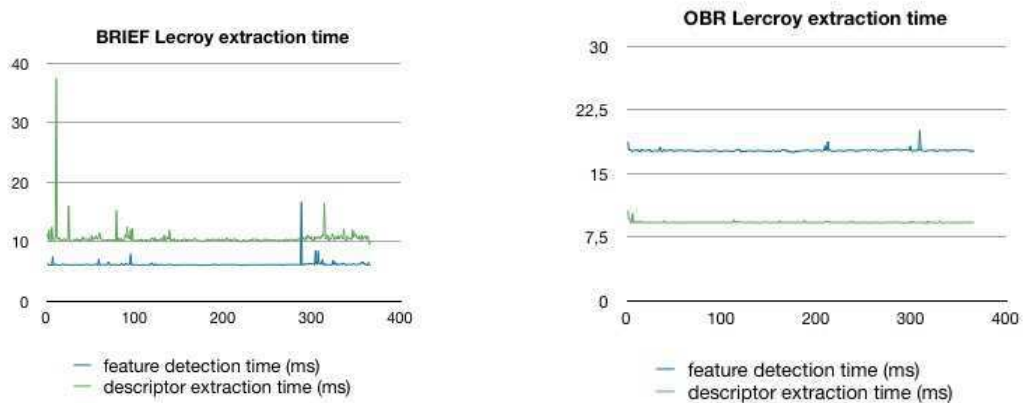 BRIEF Lecroy extraction time
40
30
20
10
0
0 100 200 300 400
feature detection time (ms)
descriptor extraction time (ms)
OBR Lercroy extraction time
30
22,5
15
7,5
0
0 100 200 300 400
feature detection time (ms)
descriptor extraction time (ms)